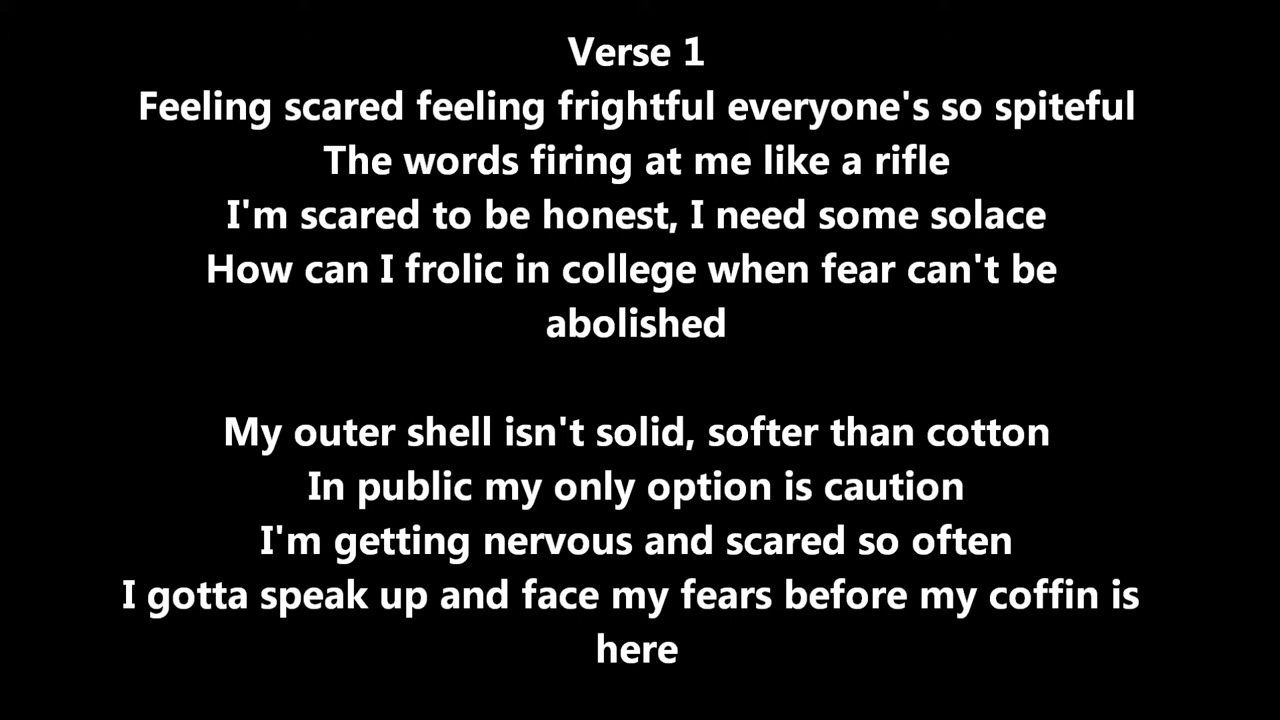 Verse 1
Feeling scared feeling frightful everyone's so spiteful
The words firing at me like a rifle
I'm scared to be honest, I need some solace
How can I frolic in college when fear can't be
abolished
My outer shell isn't solid, softer than cotton
In public my only option is caution
I'm getting nervous and scared so often
I gotta speak up and face my fears before my coffin is
here